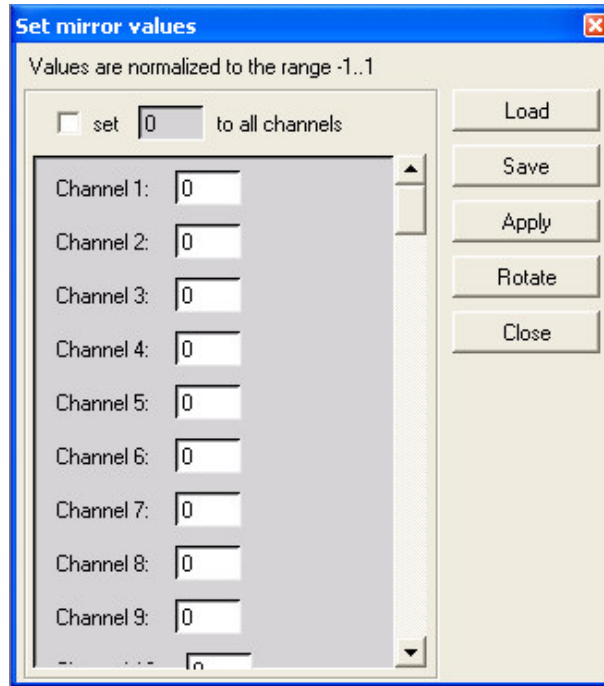 Set mirror values
Values are normalized to the range -1..1
set 0 to all channels
Load
Save
Apply
Rotate
Close
Channel 1: 0
Channel 2: 0
Channel 3: 0
Channel 4: 0
Channel 5: 0
Channel 6: 0
Channel 7: 0
Channel 8: 0
Channel 9: 0